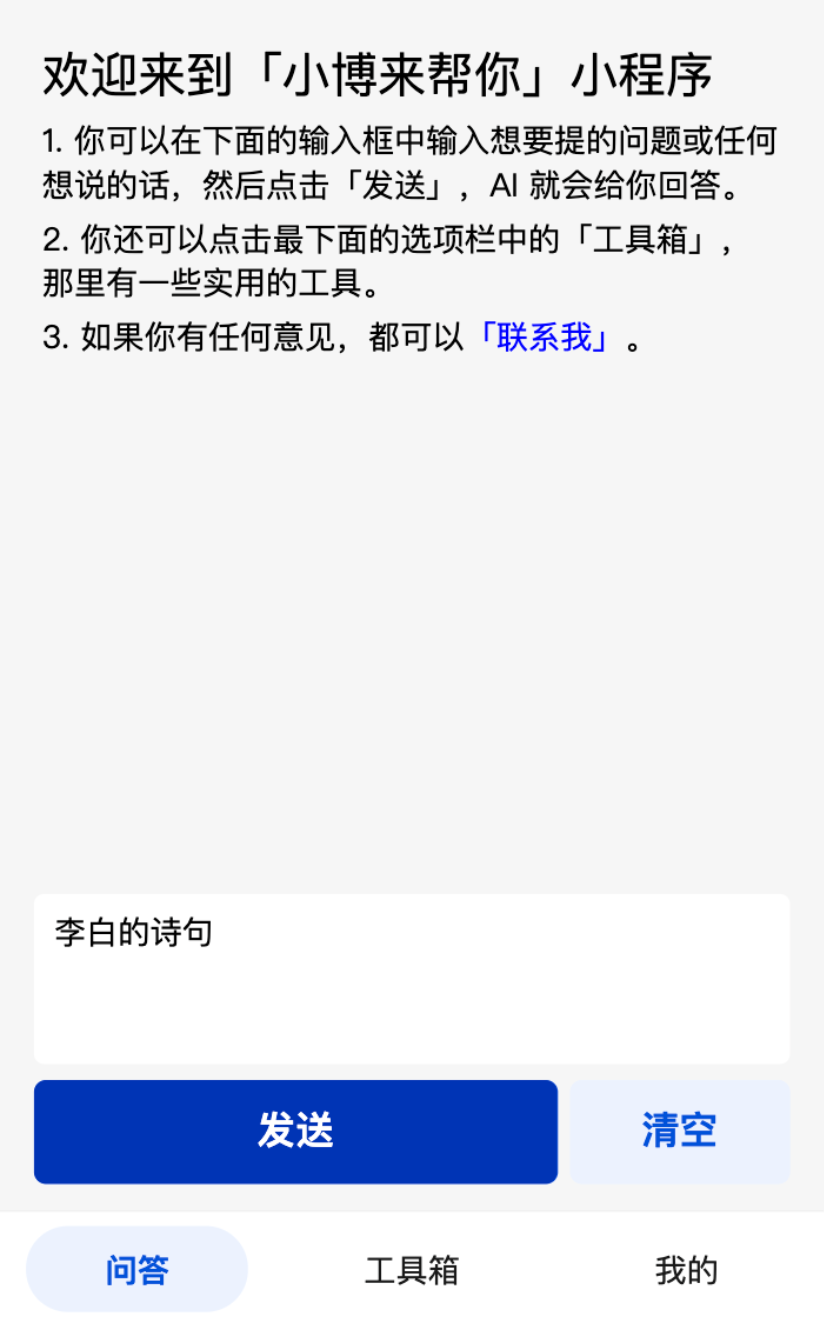 欢迎来到「小博来帮你」小程序
1. 你可以在下面的输入框中输入想要提的问题或任何
想说的话，然后点击「发送」，AI 就会给你回答。
2. 你还可以点击最下面的选项栏中的「工具箱」，
那里有一些实用的工具。
3. 如果你有任何意见，都可以「联系我」。
李白的诗句
发送
清空
问答
工具箱
我的